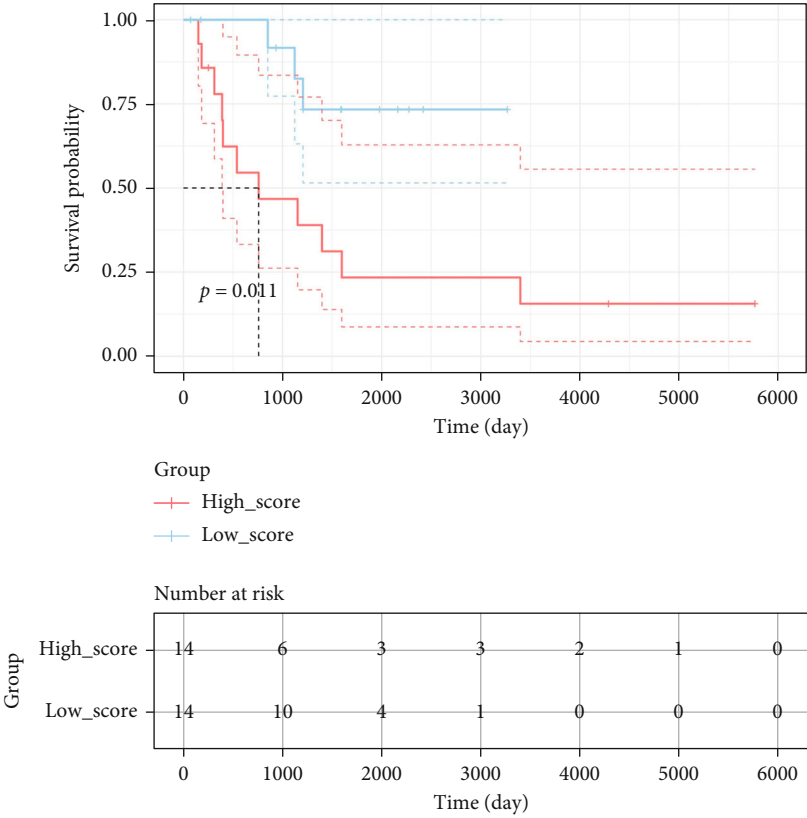 Survival probability
1.00
0.75
0.50
0.25
0.00
p = 0.011
0 1000 2000 3000 4000 5000 6000
Time (day)
Group
High_score
Low_score
Number at risk
Group
High_score 14 6 3 3 2 1 0
Low_score 14 10 4 1 0 0 0
0 1000 2000 3000 4000 5000 6000
Time (day)